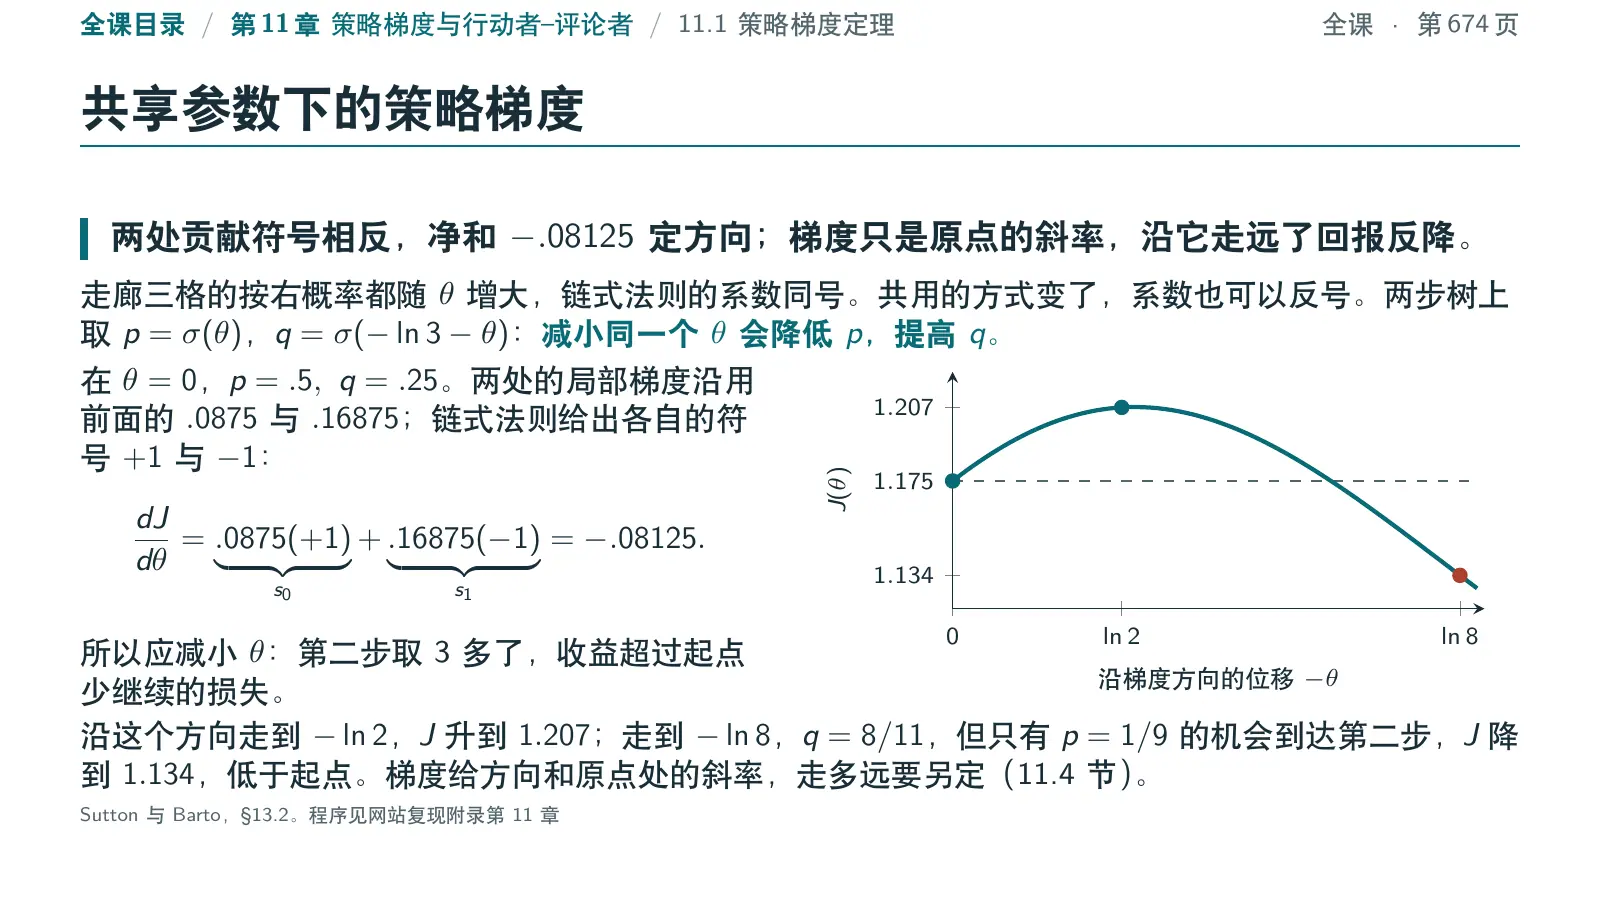 全课目录 / 第 11 章 策略梯度与行动者–评论者 / 11.1 策略梯度定理
全课 · 第 674 页
共享参数下的策略梯度
两处贡献符号相反，净和 −.08125 定方向；梯度只是原点的斜率，沿它走远了回报反降。
走廊三格的按右概率都随 θ 增大，链式法则的系数同号。共用的方式变了，系数也可以反号。两步树上
取 p = σ(θ)，q = σ(− ln 3 − θ)：减小同一个 θ 会降低 p，提高 q。
在 θ = 0，p = .5, q = .25。两处的局部梯度沿用
前面的 .0875 与 .16875；链式法则给出各自的符
号 +1 与 −1：
dJ/dθ = .0875(+1) + .16875(−1) = −.08125.
s₀ s₁
所以应减小 θ：第二步取 3 多了，收益超过起点
少继续的损失。
J(θ)
1.207
1.175
1.134
0 ln 2 ln 8
沿梯度方向的位移 −θ
沿这个方向走到 − ln 2，J 升到 1.207；走到 − ln 8，q = 8/11，但只有 p = 1/9 的机会到达第二步，J 降
到 1.134，低于起点。梯度给方向和原点处的斜率，走多远要另定（11.4 节）。
Sutton 与 Barto，§13.2。程序见网站复现附录第 11 章